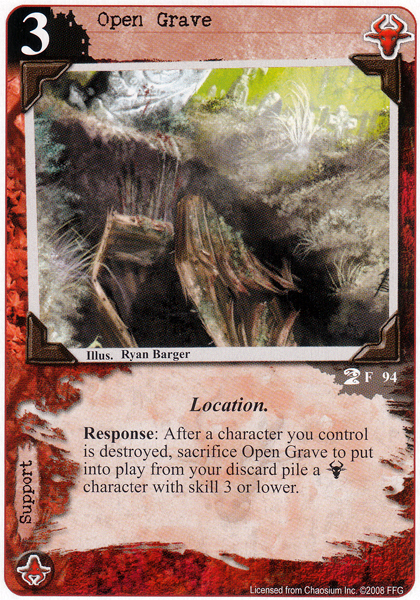 3
Open Grave
Illus. Ryan Barger
F 94
Location.
Response: After a character you control
is destroyed, sacrifice Open Grave to put
into play from your discard pile a
character with skill 3 or lower.
Support
Licensed from Chaosium Inc. ©2008 FFG